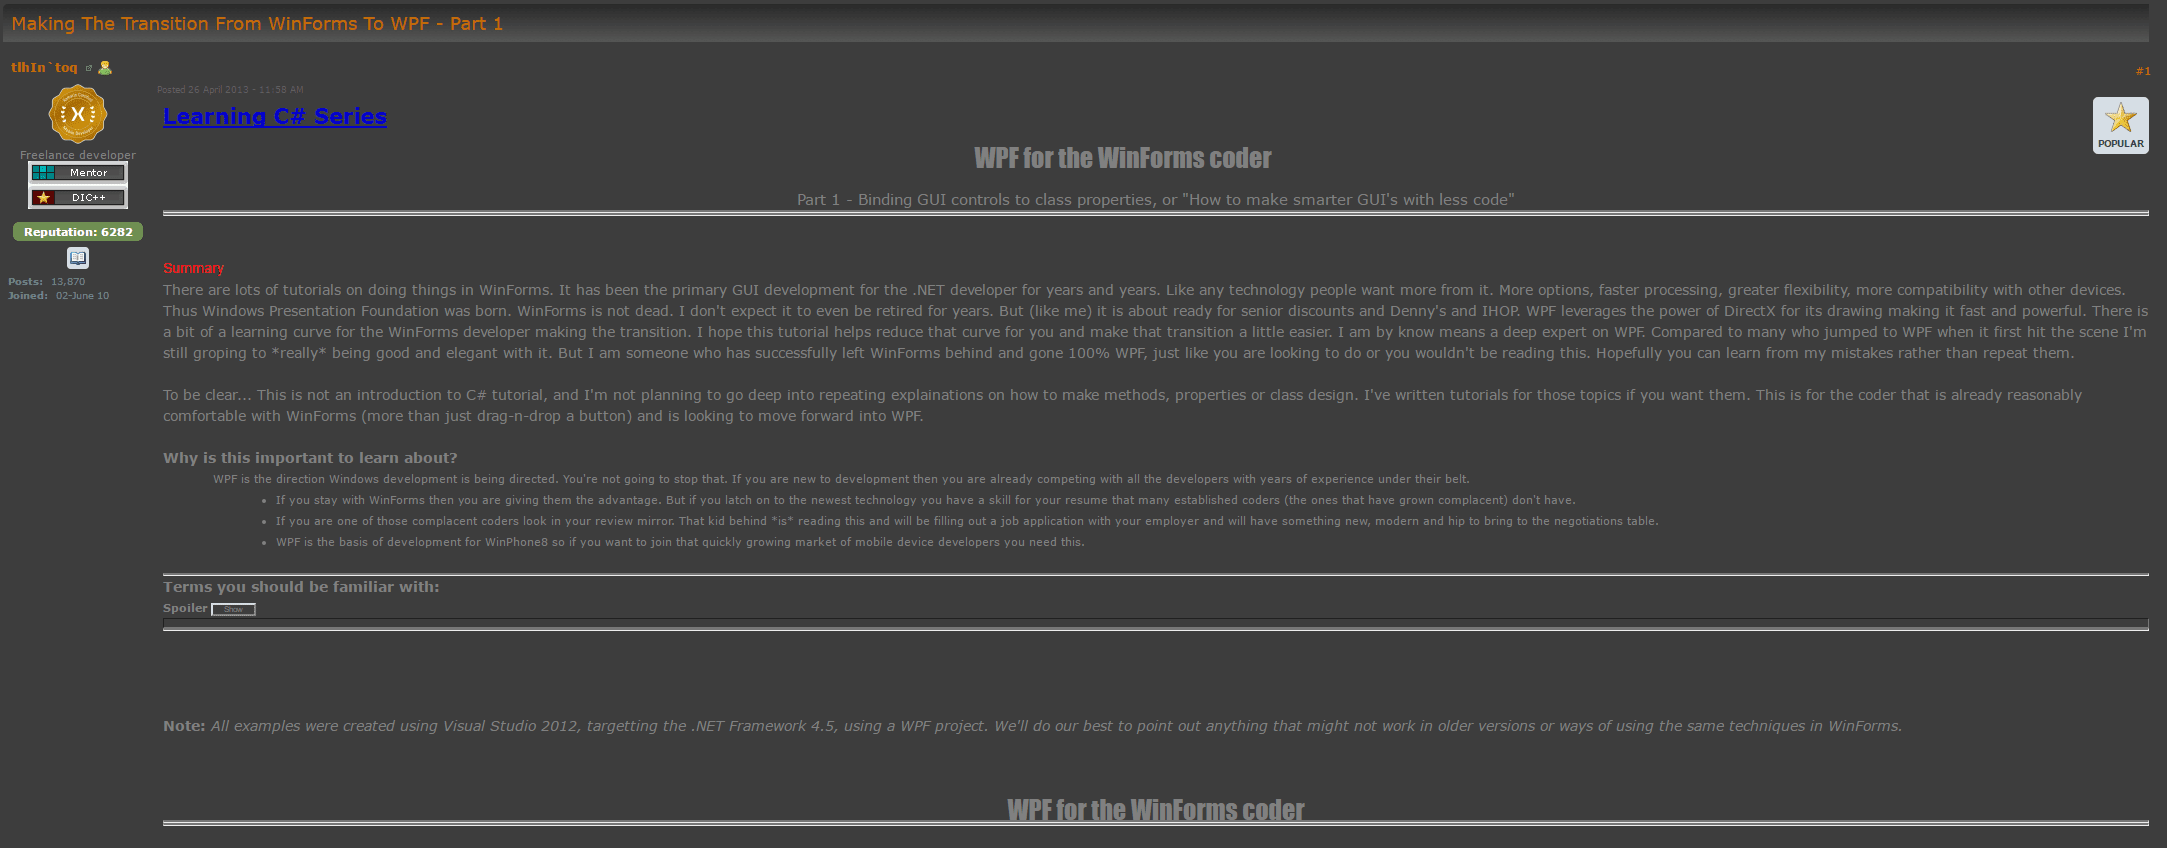 Making The Transition From WinForms To WPF - Part 1
tlhIn`toq
#1
Posted 26 April 2013 - 11:58 AM
Learning C# Series
X
POPULAR
Freelance developer
Mentor
DIC++
Reputation: 6282
Posts: 13,870
Joined: 02-June 10
WPF for the WinForms coder
Part 1 - Binding GUI controls to class properties, or "How to make smarter GUI's with less code"
Summary
There are lots of tutorials on doing things in WinForms. It has been the primary GUI development for the .NET developer for years and years. Like any technology people want more from it. More options, faster processing, greater flexibility, more compatibility with other devices.
Thus Windows Presentation Foundation was born. WinForms is not dead. I don't expect it to even be retired for years. But (like me) it is about ready for senior discounts and Denny's and IHOP. WPF leverages the power of DirectX for its drawing making it fast and powerful. There is
a bit of a learning curve for the WinForms developer making the transition. I hope this tutorial helps reduce that curve for you and make that transition a little easier. I am by know means a deep expert on WPF. Compared to many who jumped to WPF when it first hit the scene I'm
still groping to *really* being good and elegant with it. But I am someone who has successfully left WinForms behind and gone 100% WPF, just like you are looking to do or you wouldn't be reading this. Hopefully you can learn from my mistakes rather than repeat them.
To be clear... This is not an introduction to C# tutorial, and I'm not planning to go deep into repeating explainations on how to make methods, properties or class design. I've written tutorials for those topics if you want them. This is for the coder that is already reasonably
comfortable with WinForms (more than just drag-n-drop a button) and is looking to move forward into WPF.
Why is this important to learn about?
WPF is the direction Windows development is being directed. You're not going to stop that. If you are new to development then you are already competing with all the developers with years of experience under their belt.
• If you stay with WinForms then you are giving them the advantage. But if you latch on to the newest technology you have a skill for your resume that many established coders (the ones that have grown complacent) don't have.
• If you are one of those complacent coders look in your review mirror. That kid behind *is* reading this and will be filling out a job application with your employer and will have something new, modern and hip to bring to the negotiations table.
• WPF is the basis of development for WinPhone8 so if you want to join that quickly growing market of mobile device developers you need this.
Terms you should be familiar with:
Spoiler Show
Note: All examples were created using Visual Studio 2012, targetting the .NET Framework 4.5, using a WPF project. We'll do our best to point out anything that might not work in older versions or ways of using the same techniques in WinForms.
WPF for the WinForms coder